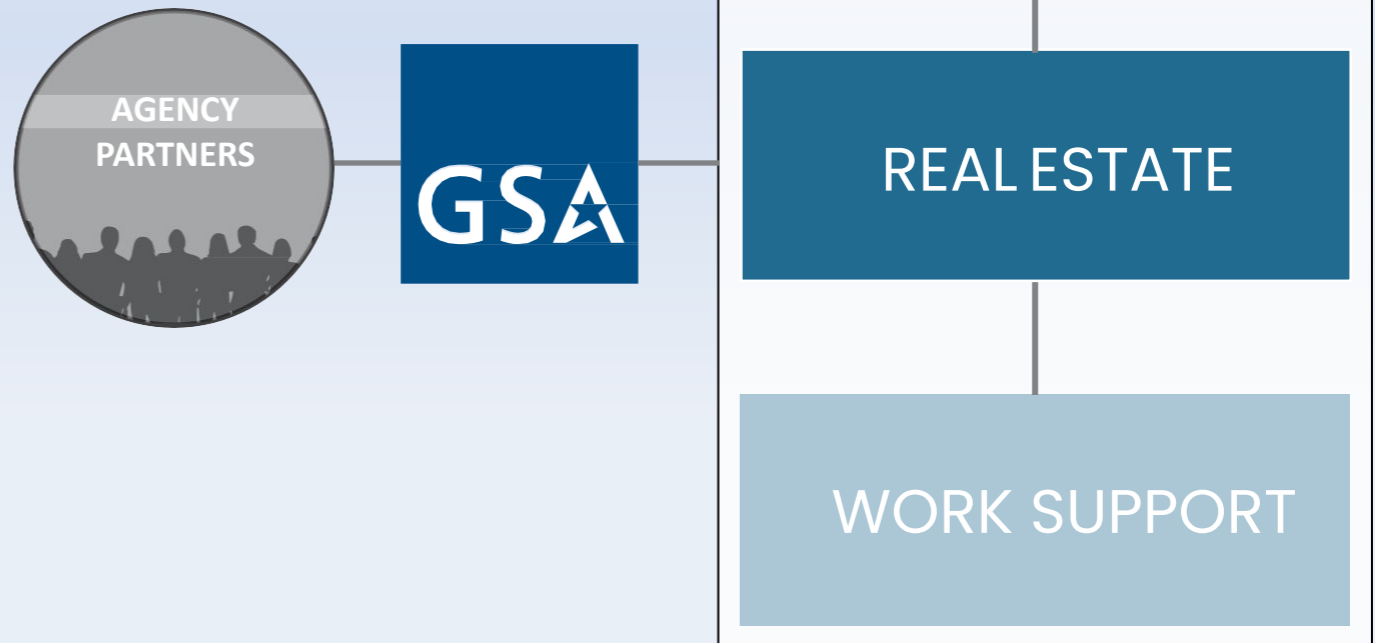 AGENCY
PARTNERS
GSA
REAL ESTATE
WORK SUPPORT